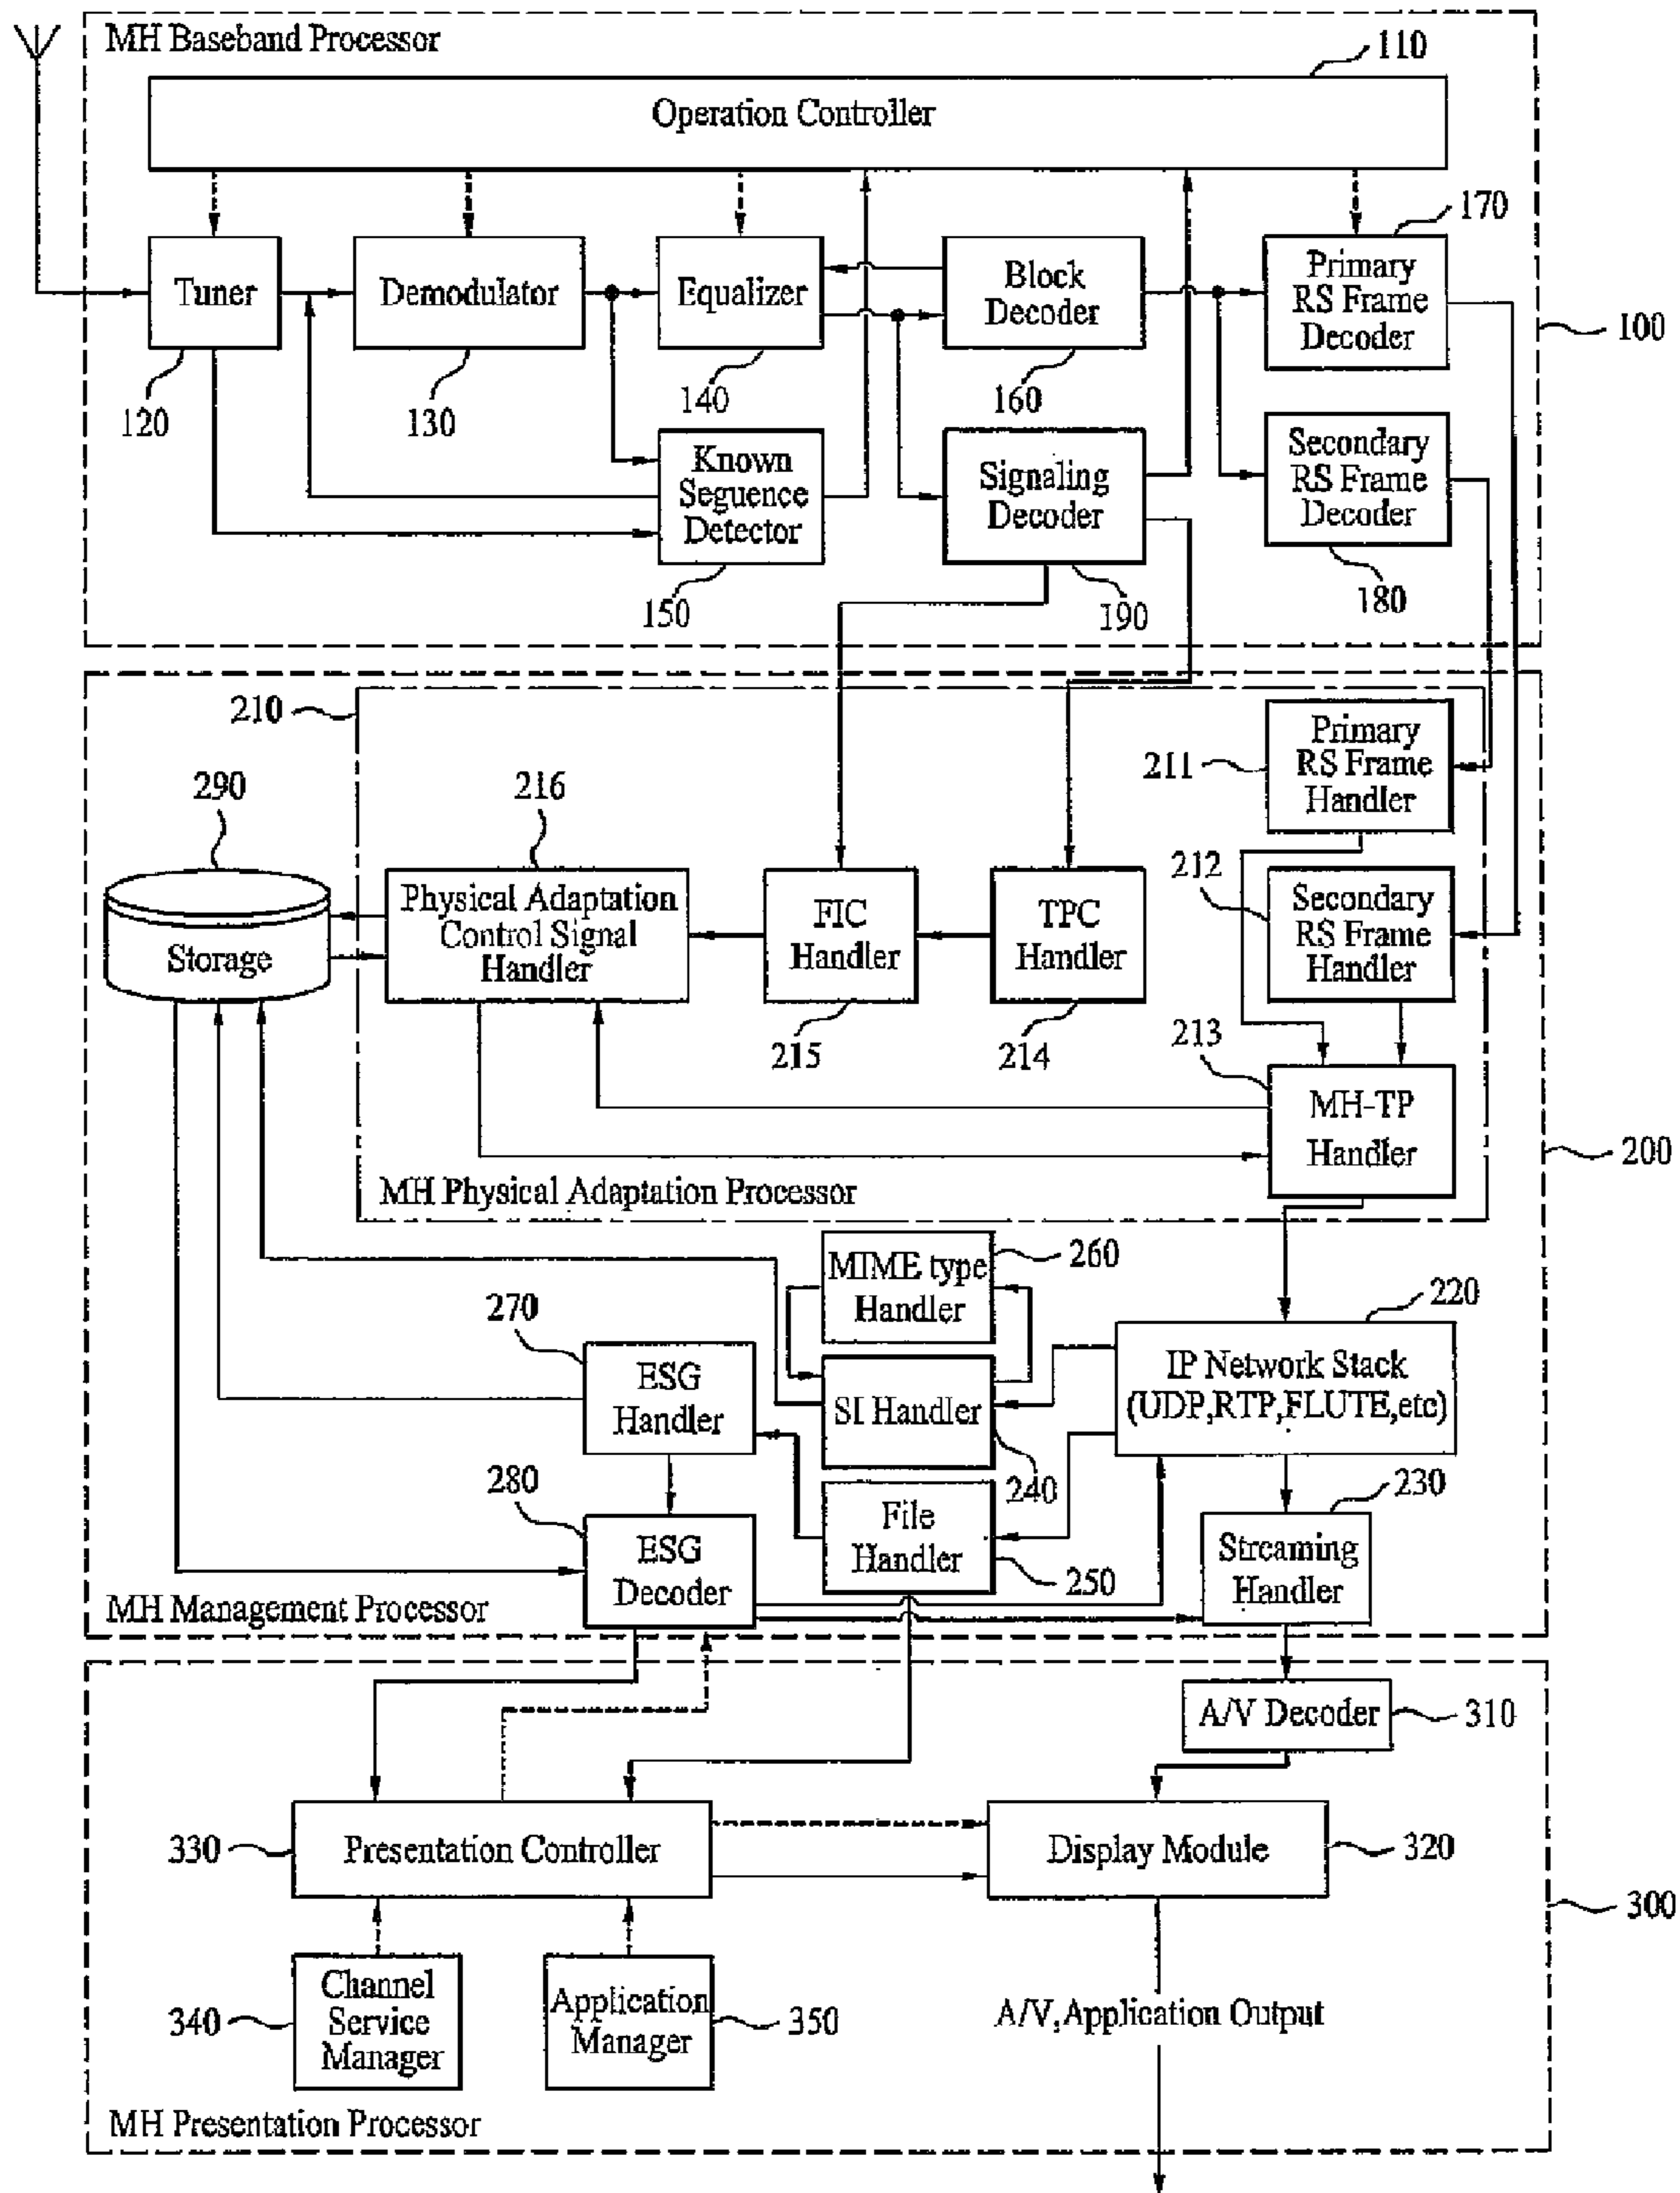 MH Baseband Processor
110
Operation Controller
170
Tuner
Demodulator
Equalizer
Block
Decoder
Primary
RS Frame
Decoder
100
120
130
140
160
Known
Seguence
Detector
Signaling
Decoder
Secondary
RS Frame
Decoder
150
190
180
210
Primary
RS Frame
Handler
211
290
216
212
Storage
Physical Adaptation
Control Signal
Handler
FIC
Handler
TPC
Handler
Secondary
RS Frame
Handler
215
214
213
MH-TP
Handler
200
MH Physical Adaptation Processor
MIME type
Handler
260
270
220
ESG
Handler
SI Handler
IP Network Stack
(UDP,RTP,FLUTE,etc)
280
240
230
ESG
Decoder
File
Handler
250
Streaming
Handler
MH Management Processor
A/V Decoder
310
330
Presentation Controller
Display Module
320
300
340
Channel
Service
Manager
Application
Manager
350
A/V,Application Output
MH Presentation Processor